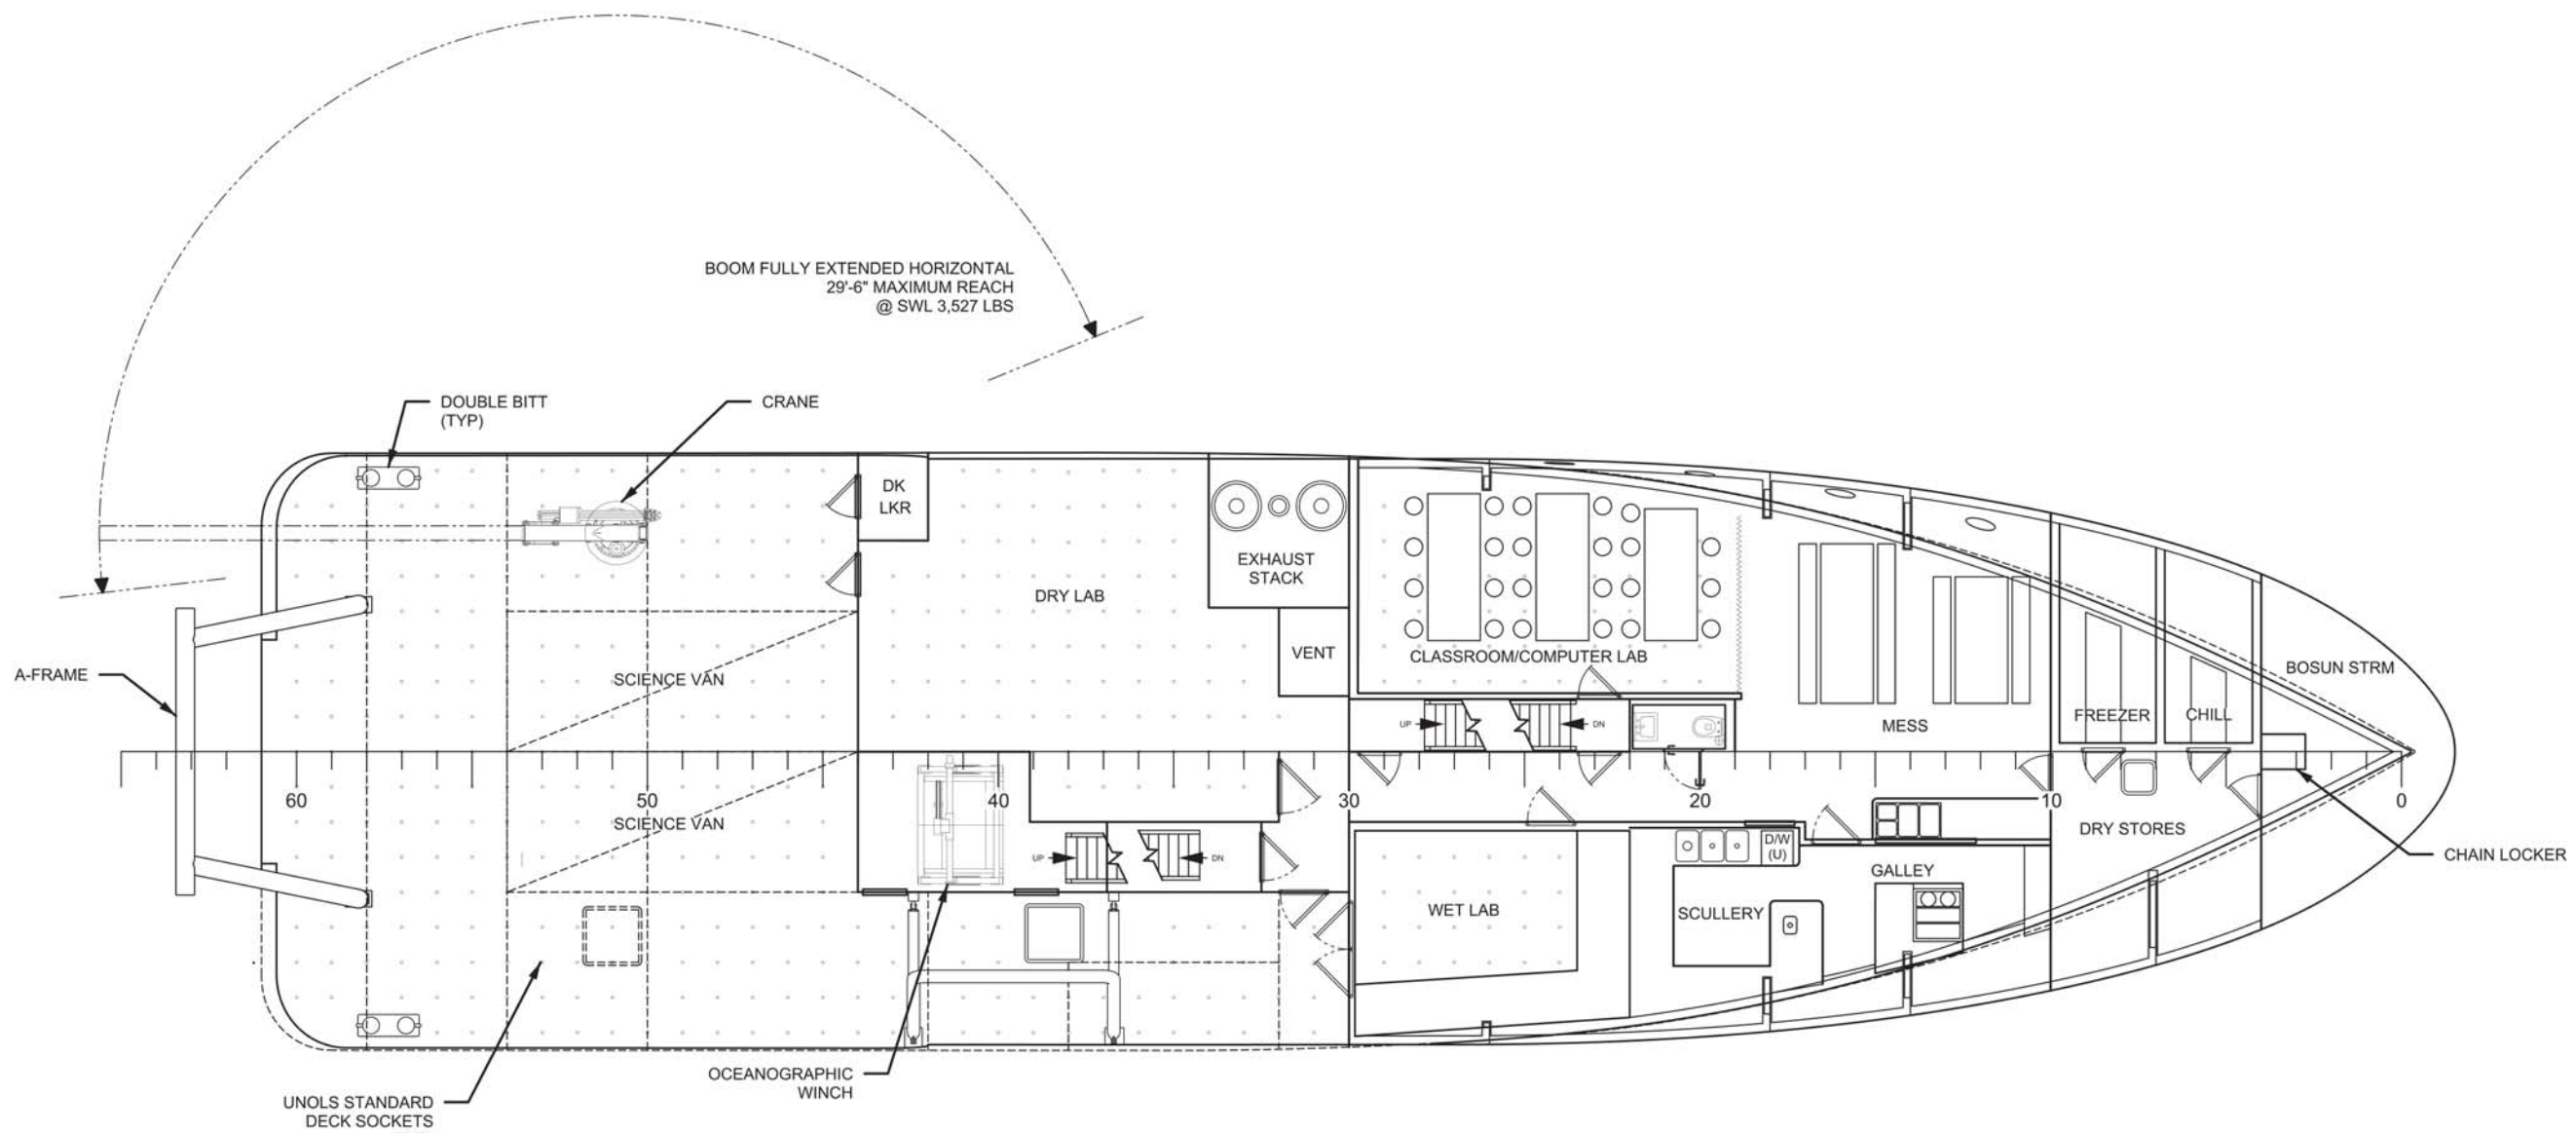 BOOM FULLY EXTENDED HORIZONTAL
29'-6" MAXIMUM REACH
@ SWL 3,527 LBS
DOUBLE BITT
(TYP)
CRANE
DK
LKR
EXHAUST
STACK
DRY LAB
VENT
CLASSROOM/COMPUTER LAB
A-FRAME
SCIENCE VAN
BOSUN STRM
UP
DN
MESS
FREEZER
CHILL
60
50
40
30
20
10
0
SCIENCE VAN
DRY STORES
D/W
(U)
UP
DN
CHAIN LOCKER
GALLEY
WET LAB
SCULLERY
OCEANOGRAPHIC
WINCH
UNOLS STANDARD
DECK SOCKETS